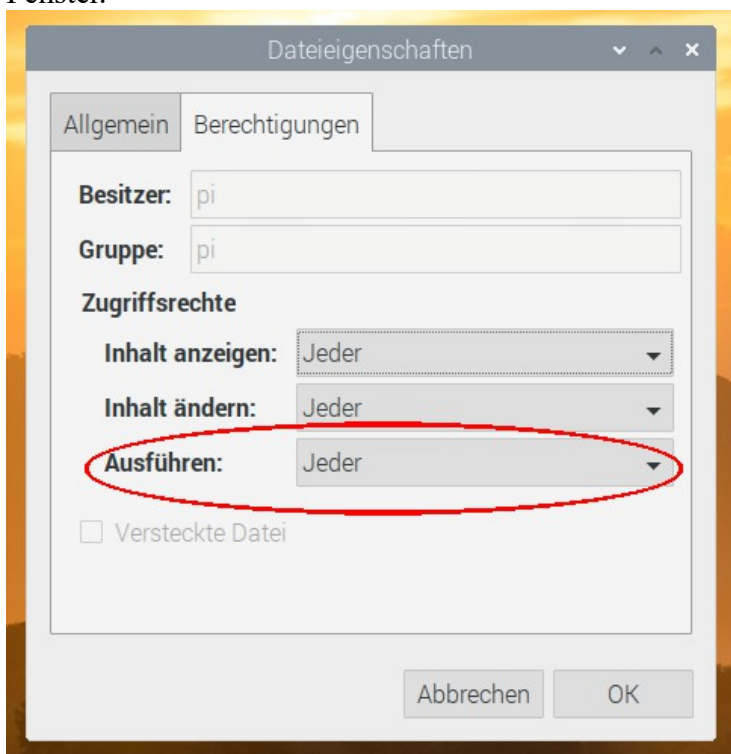 Dateieigenschaften
Allgemein Berechtigungen
Besitzer: pi
Gruppe: pi
Zugriffsrechte
Inhalt anzeigen: Jeder
Inhalt ändern: Jeder
Ausführen: Jeder
Versteckte Datei
Abbrechen OK